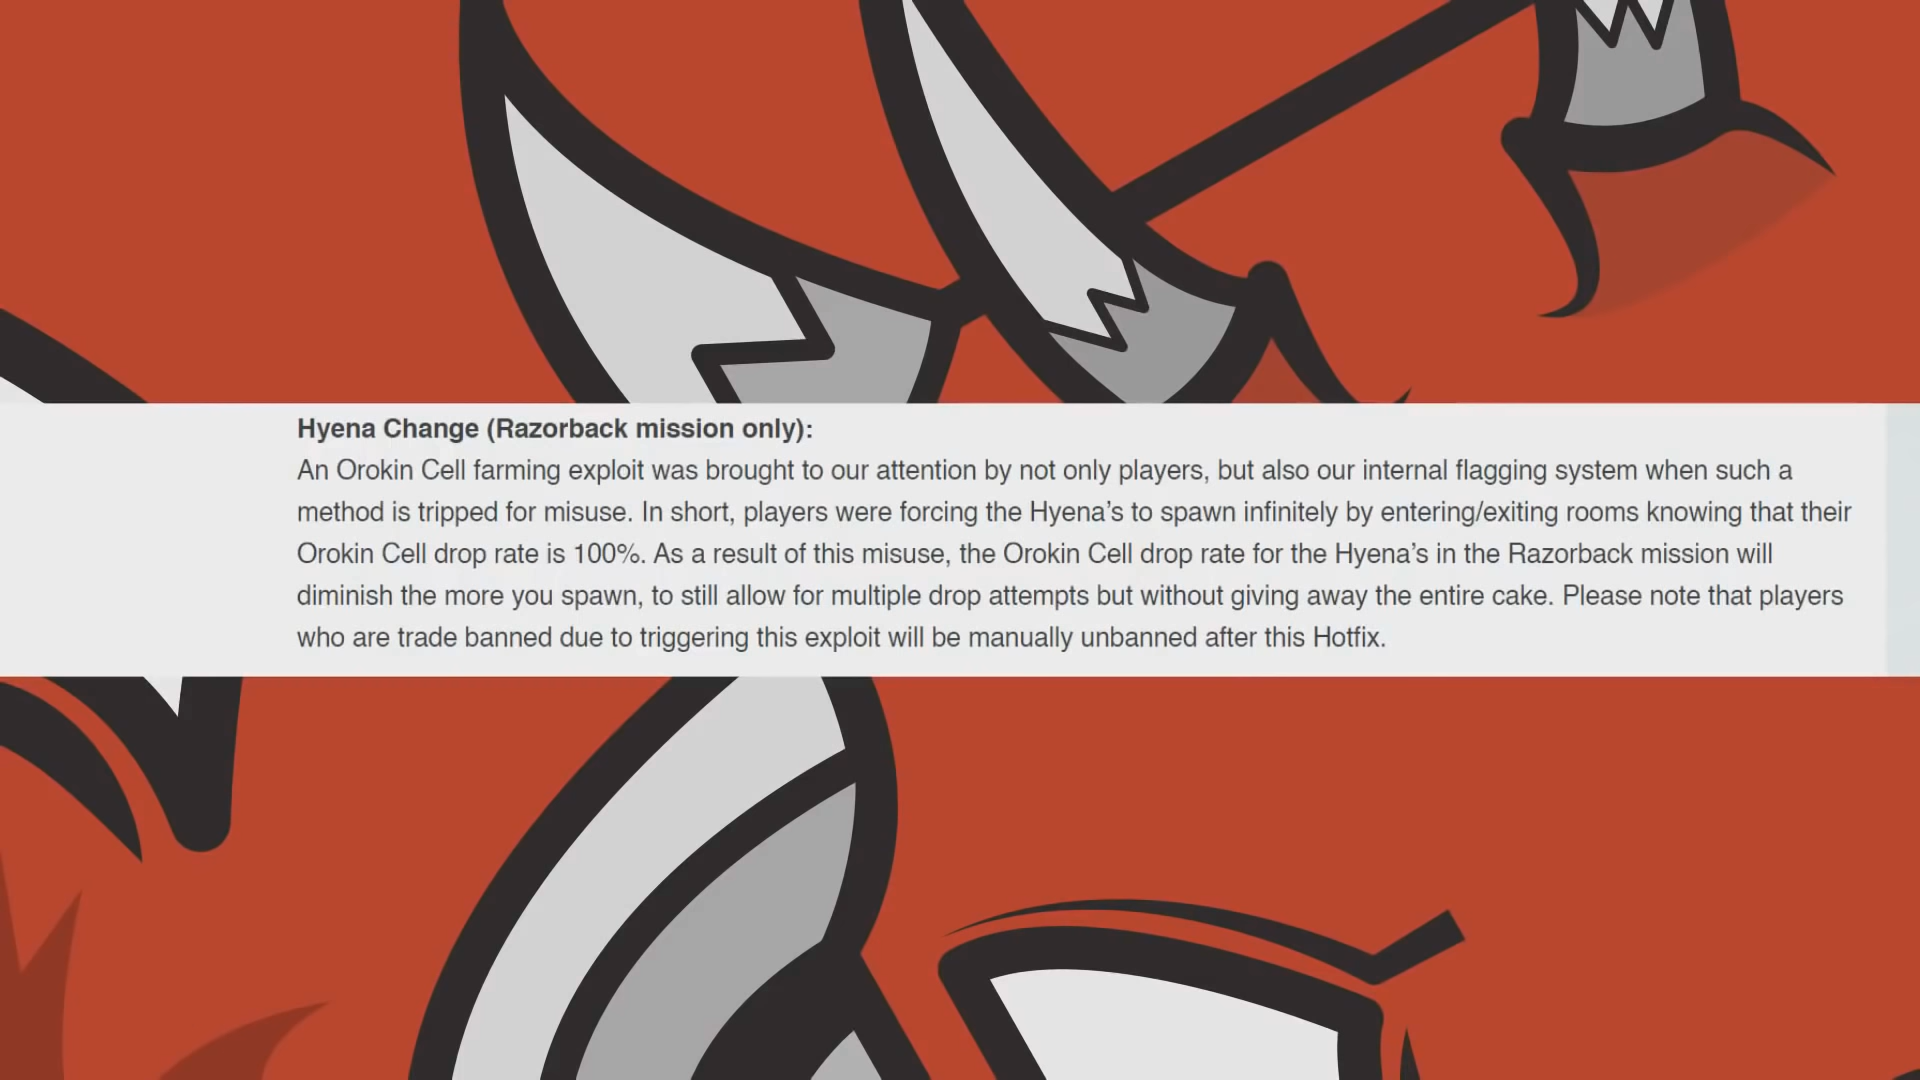 Hyena Change (Razorback mission only):
An Orokin Cell farming exploit was brought to our attention by not only players, but also our internal flagging system when such a
method is tripped for misuse. In short, players were forcing the Hyena’s to spawn infinitely by entering/exiting rooms knowing that their
Orokin Cell drop rate is 100%. As a result of this misuse, the Orokin Cell drop rate for the Hyena’s in the Razorback mission will
diminish the more you spawn, to still allow for multiple drop attempts but without giving away the entire cake. Please note that players
who are trade banned due to triggering this exploit will be manually unbanned after this Hotfix.